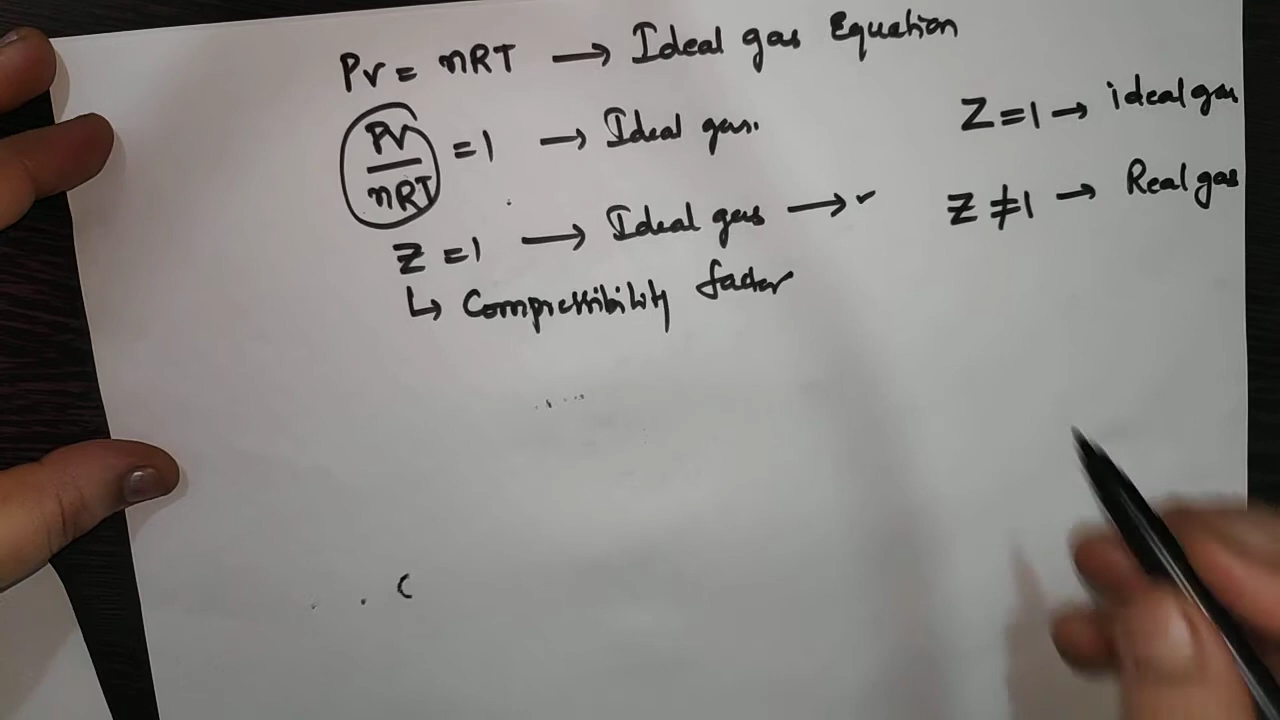 Pv = nRT → Ideal gas Equation
Pv/nRT = 1 → Ideal gas.
Z = 1 → Ideal gas →
↳ Compressibility factor
Z = 1 → ideal gas
Z ≠ 1 → Real gas